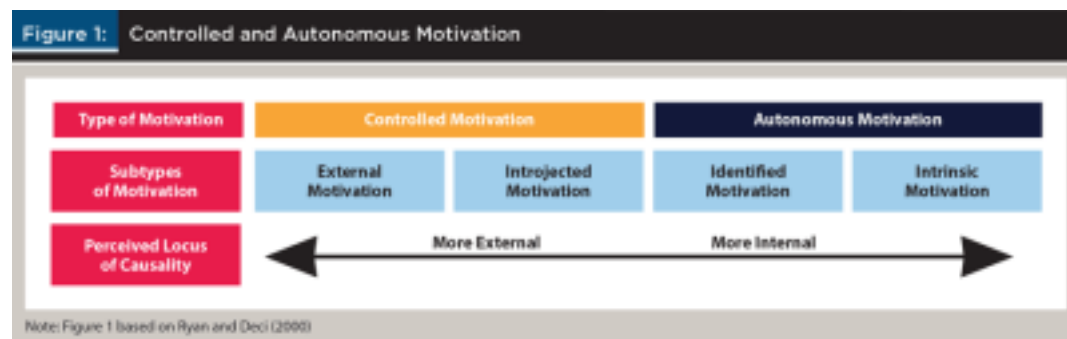 Figure 1: Controlled and Autonomous Motivation
Type of Motivation
Controlled Motivation
Autonomous Motivation
Subtypes
of Motivation
External
Motivation
Introjected
Motivation
Identified
Motivation
Intrinsic
Motivation
Perceived Locus
of Causality
More External
More Internal
Note: Figure 1 based on Ryan and Deci (2000)